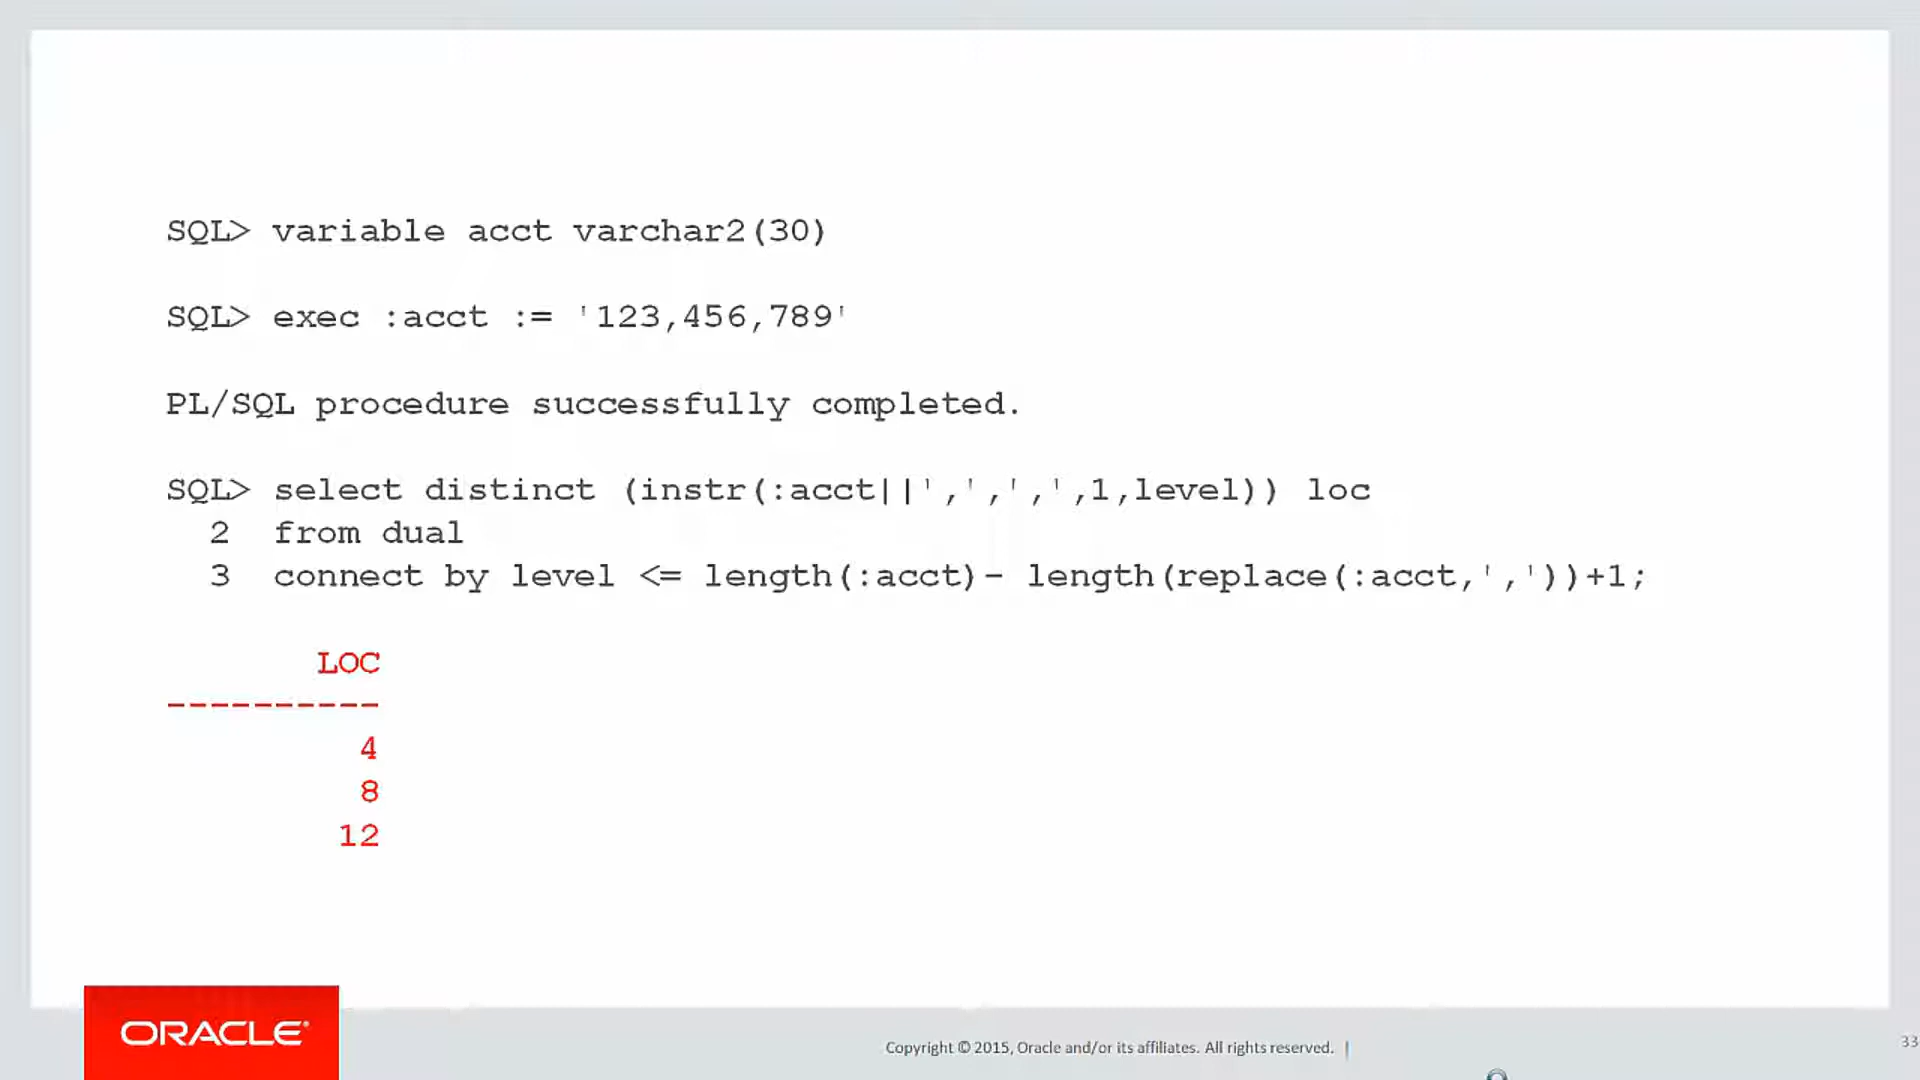 SQL> variable acct varchar2(30)
SQL> exec :acct := '123,456,789'
PL/SQL procedure successfully completed.
SQL> select distinct (instr(:acct||',',',',1,level)) loc
2 from dual
3 connect by level <= length(:acct)- length(replace(:acct,','))+1;
LOC
----------
4
8
12
ORACLE®
Copyright © 2015, Oracle and/or its affiliates. All rights reserved. |
33